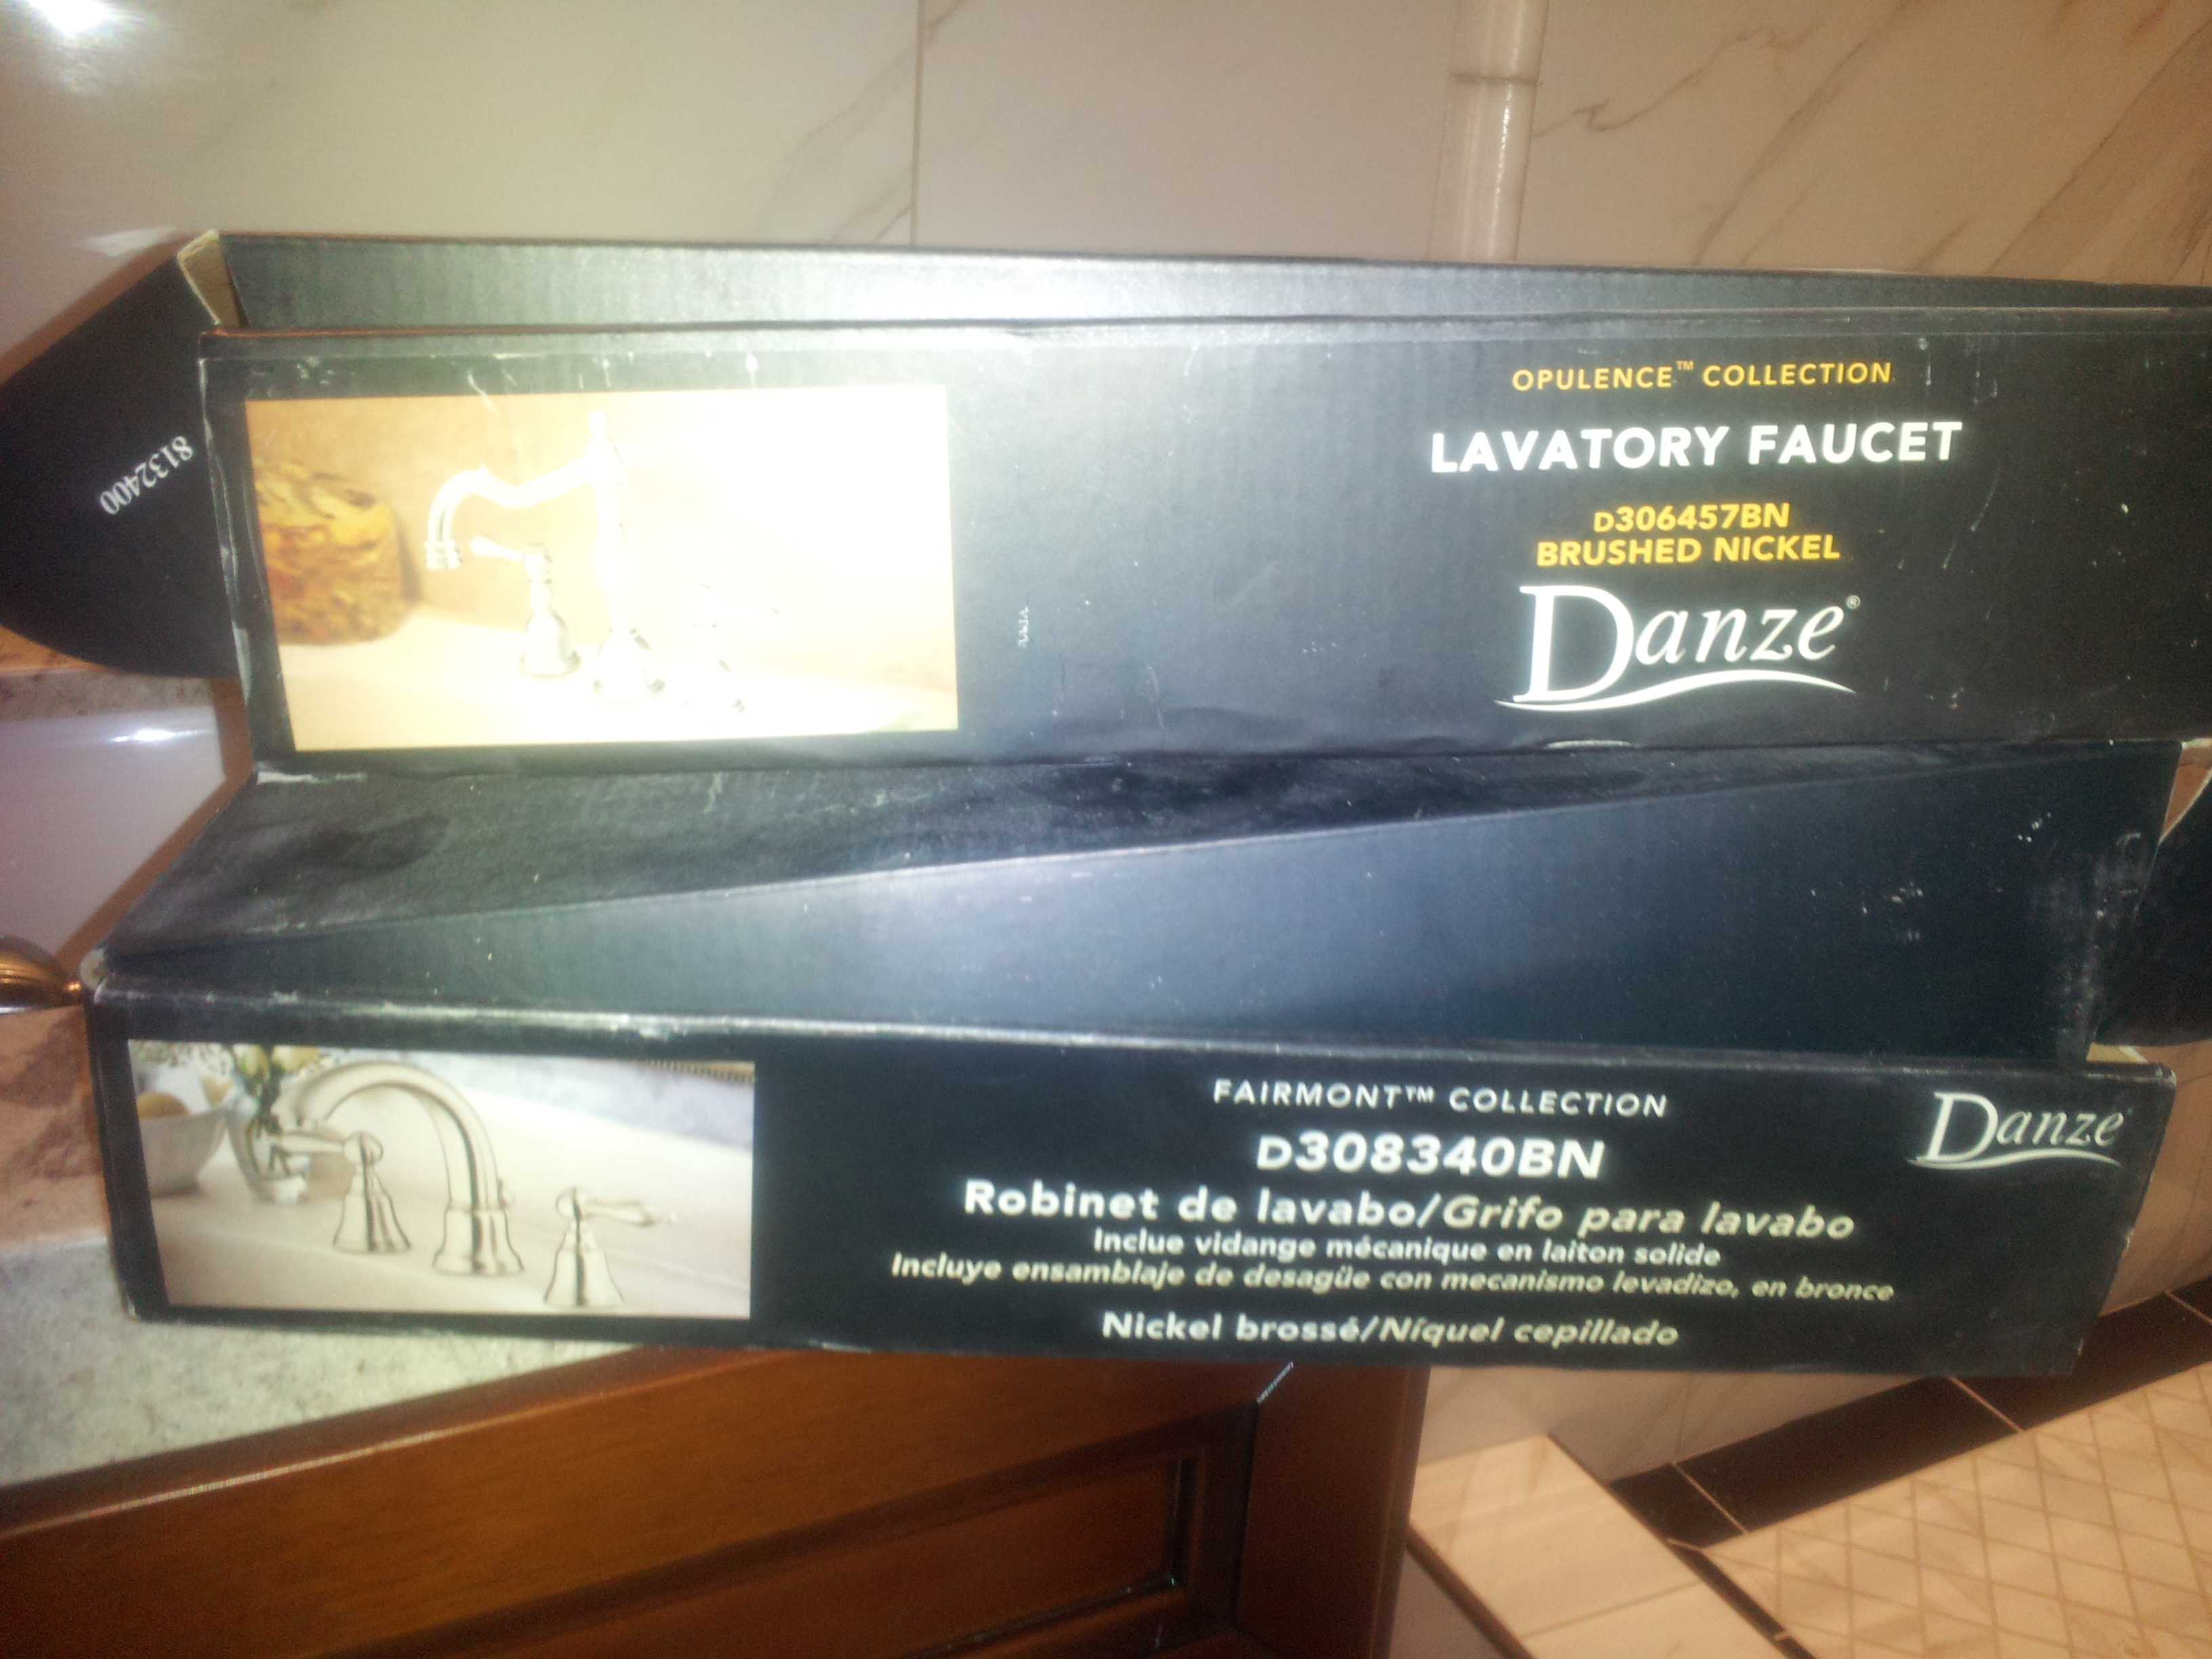 OPULENCE™ COLLECTION
LAVATORY FAUCET
D306457BN
BRUSHED NICKEL
Danze®
8132400
FAIRMONT™ COLLECTION
Danze
D308340BN
Robinet de lavabo/Grifo para lavabo
Inclue vidange mécanique en laiton solide
Incluye ensamblaje de desagüe con mecanismo levadizo, en bronce
Nickel brossé/Níquel cepillado